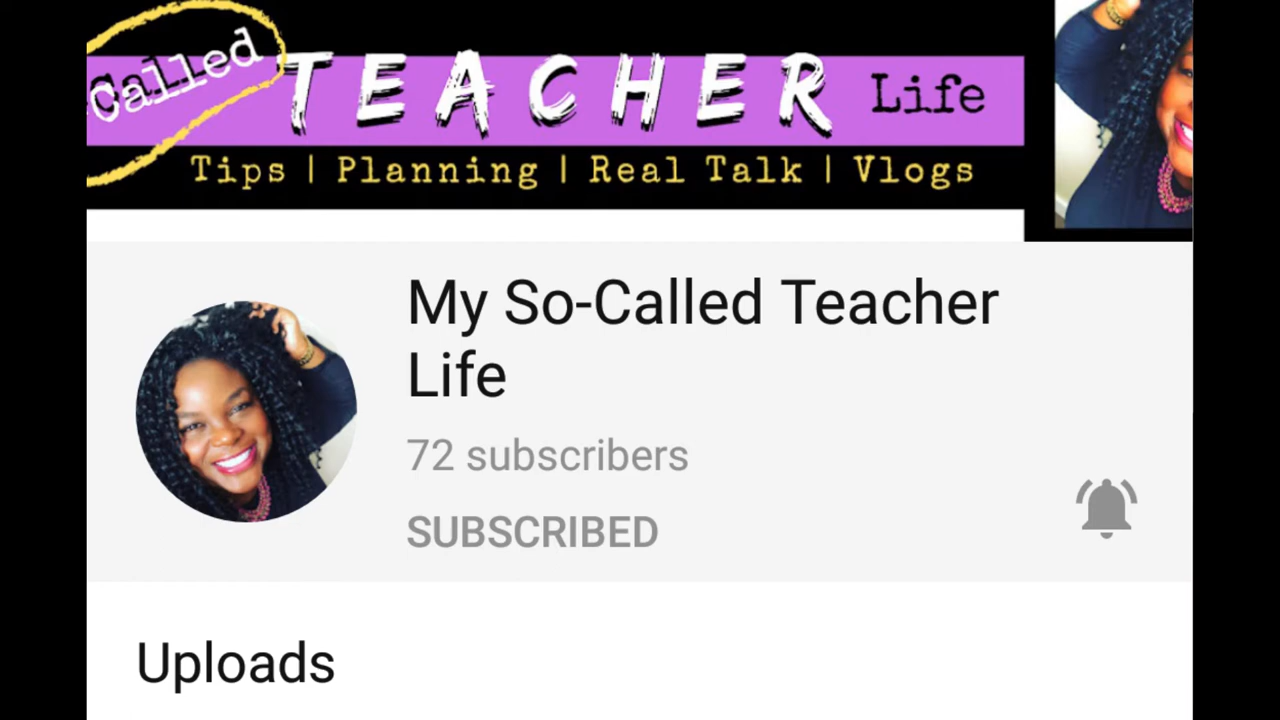 Called TEACHER Life
Tips | Planning | Real Talk | Vlogs
My So-Called Teacher
Life
72 subscribers
SUBSCRIBED
Uploads